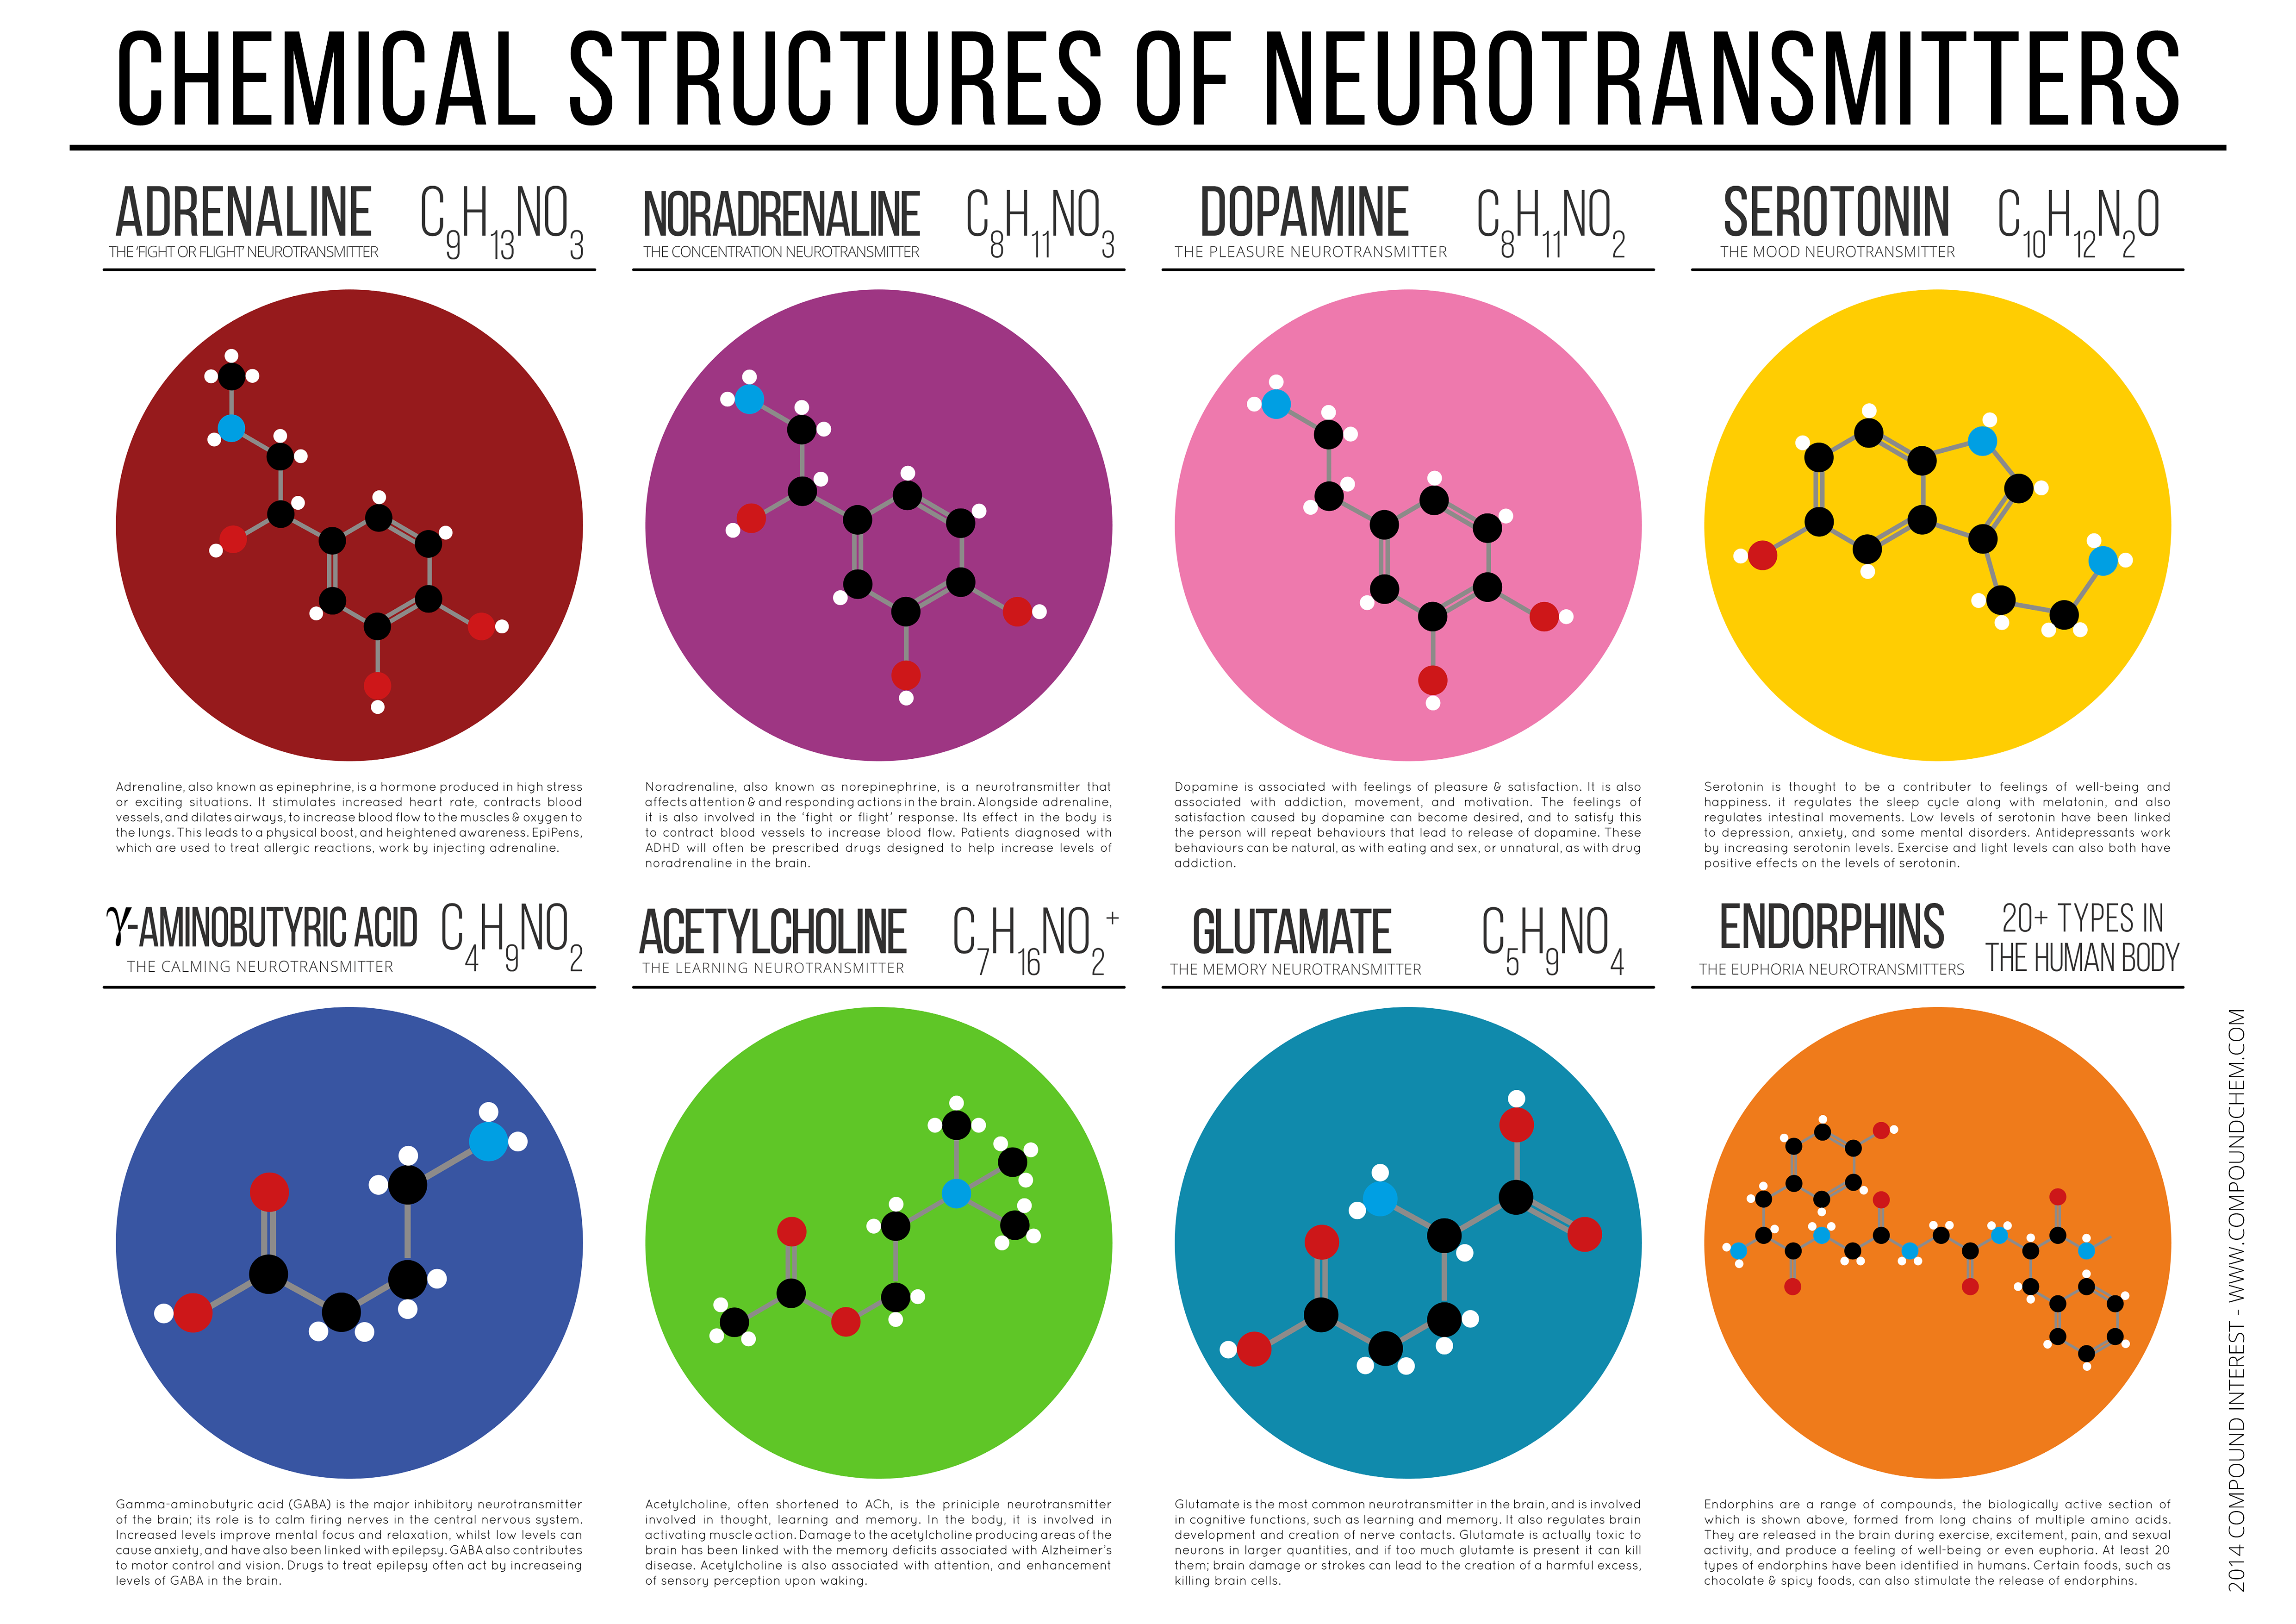 CHEMICAL STRUCTURES OF NEUROTRANSMITTERS
ADRENALINE
C9H13NO3
THE 'FIGHT OR FLIGHT' NEUROTRANSMITTER
NORADRENALINE
C8H11NO3
THE CONCENTRATION NEUROTRANSMITTER
DOPAMINE
C8H11NO2
THE PLEASURE NEUROTRANSMITTER
SEROTONIN
C10H12N2O
THE MOOD NEUROTRANSMITTER
Adrenaline, also known as epinephrine, is a hormone produced in high stress
or exciting situations. It stimulates increased heart rate, contracts blood
vessels, and dilates airways, to increase blood flow to the muscles & oxygen to
the lungs. This leads to a physical boost, and heightened awareness. EpiPens,
which are used to treat allergic reactions, work by injecting adrenaline.
Noradrenaline, also known as norepinephrine, is a neurotransmitter that
affects attention & and responding actions in the brain. Alongside adrenaline,
it is also involved in the 'fight or flight' response. Its effect in the body is
to contract blood vessels to increase blood flow. Patients diagnosed with
ADHD will often be prescribed drugs designed to help increase levels of
noradrenaline in the brain.
Dopamine is associated with feelings of pleasure & satisfaction. It is also
associated with addiction, movement, and motivation. The feelings of
satisfaction caused by dopamine can become desired, and to satisfy this
the person will repeat behaviours that lead to release of dopamine. These
behaviours can be natural, as with eating and sex, or unnatural, as with drug
addiction.
Serotonin is thought to be a contributer to feelings of well-being and
happiness. it regulates the sleep cycle along with melatonin, and also
regulates intestinal movements. Low levels of serotonin have been linked
to depression, anxiety, and some mental disorders. Antidepressants work
by increasing serotonin levels. Exercise and light levels can also both have
positive effects on the levels of serotonin.
γ-AMINOBUTYRIC ACID
C4H9NO2
THE CALMING NEUROTRANSMITTER
ACETYLCHOLINE
C7H16NO2+
THE LEARNING NEUROTRANSMITTER
GLUTAMATE
C5H9NO4
THE MEMORY NEUROTRANSMITTER
ENDORPHINS
20+ TYPES IN
THE HUMAN BODY
THE EUPHORIA NEUROTRANSMITTERS
Gamma-aminobutyric acid (GABA) is the major inhibitory neurotransmitter
of the brain; its role is to calm firing nerves in the central nervous system.
Increased levels improve mental focus and relaxation, whilst low levels can
cause anxiety, and have also been linked with epilepsy. GABA also contributes
to motor control and vision. Drugs to treat epilepsy often act by increaseing
levels of GABA in the brain.
Acetylcholine, often shortened to ACh, is the priniciple neurotransmitter
involved in thought, learning and memory. In the body, it is involved in
activating muscle action. Damage to the acetylcholine producing areas of the
brain has been linked with the memory deficits associated with Alzheimer's
disease. Acetylcholine is also associated with attention, and enhancement
of sensory perception upon waking.
Glutamate is the most common neurotransmitter in the brain, and is involved
in cognitive functions, such as learning and memory. It also regulates brain
development and creation of nerve contacts. Glutamate is actually toxic to
neurons in larger quantities, and if too much glutamte is present it can kill
them; brain damage or strokes can lead to the creation of a harmful excess,
killing brain cells.
Endorphins are a range of compounds, the biologically active section of
which is shown above, formed from long chains of multiple amino acids.
They are released in the brain during exercise, excitement, pain, and sexual
activity, and produce a feeling of well-being or even euphoria. At least 20
types of endorphins have been identified in humans. Certain foods, such as
chocolate & spicy foods, can also stimulate the release of endorphins.
2014 COMPOUND INTEREST - WWW.COMPOUNDCHEM.COM